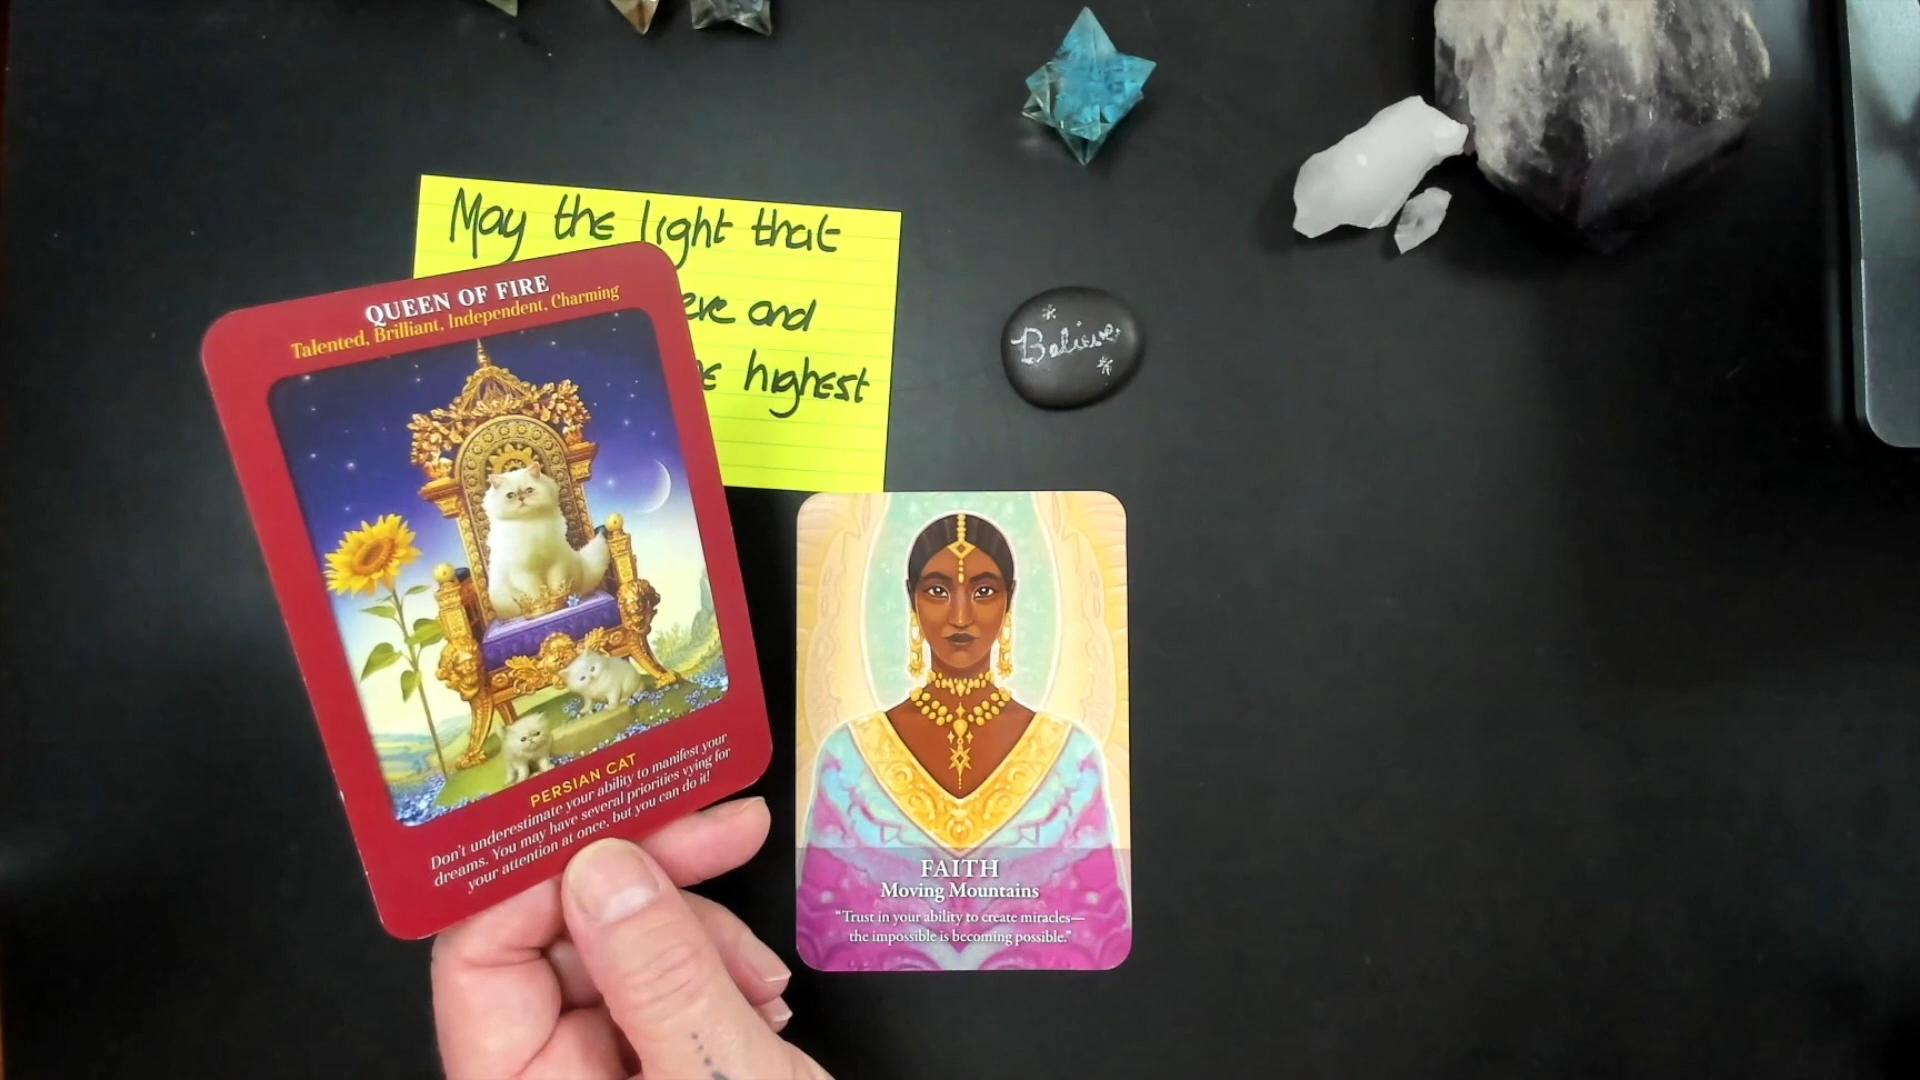 May the light that
and
highest
QUEEN OF FIRE
Talented, Brilliant, Independent, Charming
PERSIAN CAT
Don't underestimate your ability to manifest your
dreams. You may have several priorities vying for
your attention at once, but you can do it!
Believe
FAITH
Moving Mountains
"Trust in your ability to create miracles—
the impossible is becoming possible."